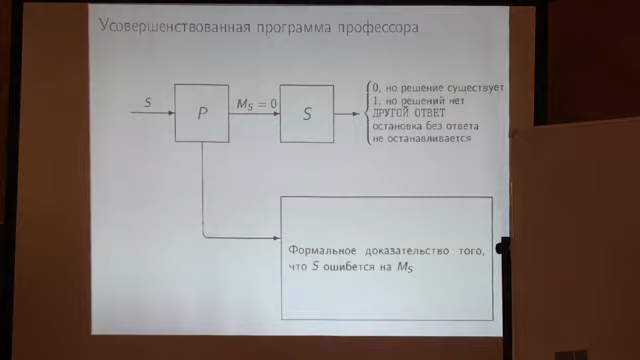 Усовершенствованная программа профессора
S
P
M_S = 0
S
0, но решение существует
1, но решений нет
ДРУГОЙ ОТВЕТ
остановка без ответа
не останавливается
Формальное доказательство того,
что S ошибется на M_S